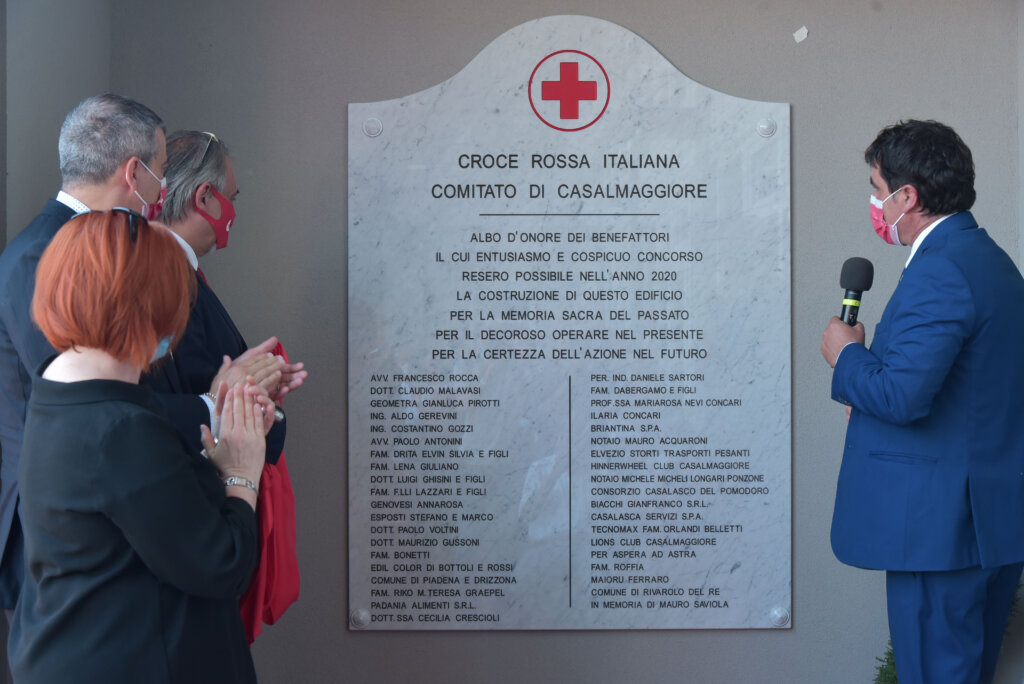 CROCE ROSSA ITALIANA
COMITATO DI CASALMAGGIORE
ALBO D'ONORE DEI BENEFATTORI
IL CUI ENTUSIASMO E COSPICUO CONCORSO
RESERO POSSIBILE NELL'ANNO 2020
LA COSTRUZIONE DI QUESTO EDIFICIO
PER LA MEMORIA SACRA DEL PASSATO
PER IL DECOROSO OPERARE NEL PRESENTE
PER LA CERTEZZA DELL'AZIONE NEL FUTURO
AVV. FRANCESCO ROCCA
DOTT. CLAUDIO MALAVASI
GEOMETRA GIANLUCA PIROTTI
ING. ALDO GEREVINI
ING. COSTANTINO GOZZI
AVV. PAOLO ANTONINI
FAM. DRITA ELVIN SILVIA E FIGLI
FAM. LENA GIULIANO
DOTT. LUIGI GHISINI E FIGLI
FAM. F.LLI LAZZARI E FIGLI
GENOVESI ANNAROSA
ESPOSTI STEFANO E MARCO
DOTT. PAOLO VOLTINI
DOTT. MAURIZIO GUSSONI
FAM. BONETTI
EDIL COLOR DI BOTTOLI E ROSSI
COMUNE DI PIADENA E DRIZZONA
FAM. RIKO M.TERESA GRAEPEL
PADANIA ALIMENTI S.R.L.
DOTT.SSA CECILIA CRESCIOLI
PER. IND. DANIELE SARTORI
FAM. DABERGAMO E FIGLI
PROF.SSA MARIAROSA NEVI CONCARI
ILARIA CONCARI
BRIANTINA S.P.A.
NOTAIO MAURO ACQUARONI
ELVEZIO STORTI TRASPORTI PESANTI
HINNERWHEEL CLUB CASALMAGGIORE
NOTAIO MICHELE MICHELI LONGARI PONZONE
CONSORZIO CASALASCO DEL POMODORO
BIACCHI GIANFRANCO S.R.L.
CASALASCA SERVIZI S.P.A.
TECNOMAX FAM. ORLANDI BELLETTI
LIONS CLUB CASALMAGGIORE
PER ASPERA AD ASTRA
FAM. ROFFIA
MAIORU FERRARO
COMUNE DI RIVAROLO DEL RE
IN MEMORIA DI MAURO SAVIOLA